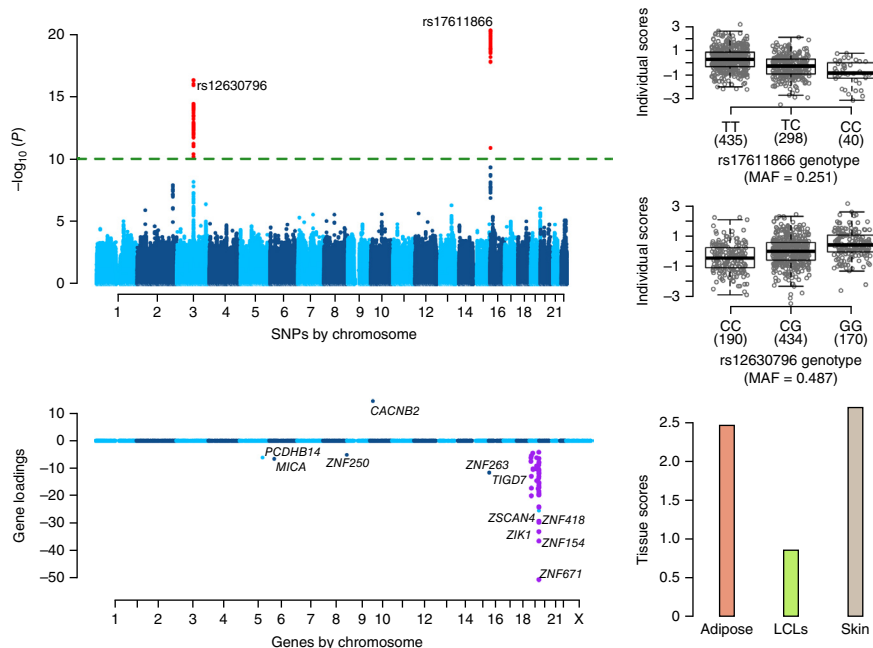 20
15
10
5
0
−log10 (P)
rs17611866
rs12630796
1 2 3 4 5 6 7 8 9 10 12 14 16 18 21
SNPs by chromosome
3
1
−1
−3
Individual scores
TT TC CC
(435) (298) (40)
rs17611866 genotype
(MAF = 0.251)
3
1
−1
−3
Individual scores
CC CG GG
(190) (434) (170)
rs12630796 genotype
(MAF = 0.487)
10
0
−10
−20
−30
−40
−50
Gene loadings
CACNB2
PCDHB14
MICA
ZNF250
ZNF263
TIGD7
ZSCAN4
ZNF418
ZIK1
ZNF154
ZNF671
1 2 3 4 5 6 7 8 9 10 12 14 16 18 21 X
Genes by chromosome
2.5
2.0
1.5
1.0
0.5
0
Tissue scores
Adipose LCLs Skin